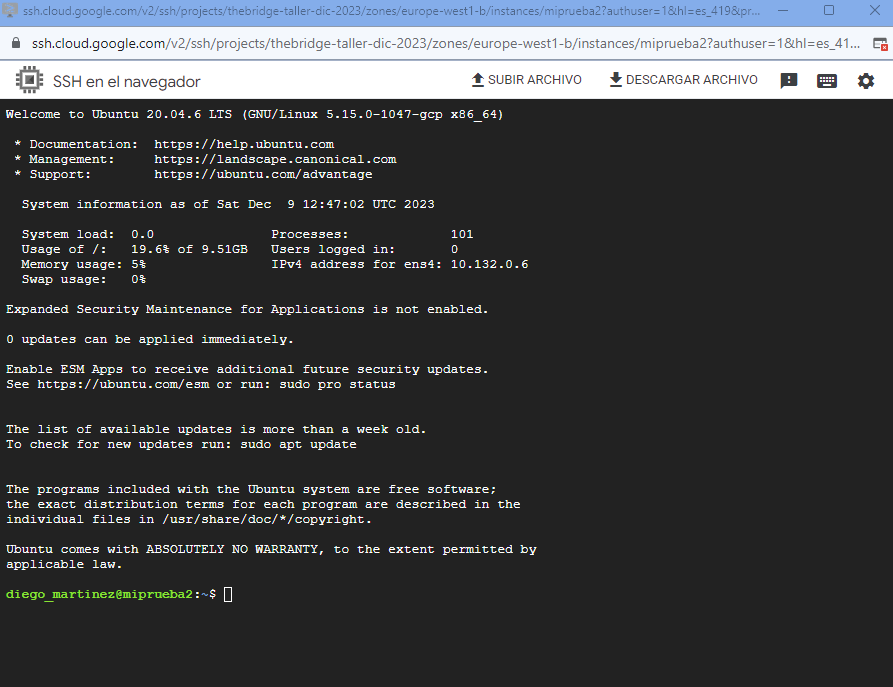 ssh.cloud.google.com/v2/ssh/projects/thebridge-taller-dic-2023/zones/europe-west1-b/instances/miprueba2?authuser=1&hl=es_419&pr...
ssh.cloud.google.com/v2/ssh/projects/thebridge-taller-dic-2023/zones/europe-west1-b/instances/miprueba2?authuser=1&hl=es_41...
SSH en el navegador SUBIR ARCHIVO DESCARGAR ARCHIVO
Welcome to Ubuntu 20.04.6 LTS (GNU/Linux 5.15.0-1047-gcp x86_64)
* Documentation:  https://help.ubuntu.com
* Management:     https://landscape.canonical.com
* Support:        https://ubuntu.com/advantage
System information as of Sat Dec  9 12:47:02 UTC 2023
System load:  0.0               Processes:             101
Usage of /:   19.6% of 9.51GB   Users logged in:       0
Memory usage: 5%                IPv4 address for ens4: 10.132.0.6
Swap usage:   0%
Expanded Security Maintenance for Applications is not enabled.
0 updates can be applied immediately.
Enable ESM Apps to receive additional future security updates.
See https://ubuntu.com/esm or run: sudo pro status
The list of available updates is more than a week old.
To check for new updates run: sudo apt update
The programs included with the Ubuntu system are free software;
the exact distribution terms for each program are described in the
individual files in /usr/share/doc/*/copyright.
Ubuntu comes with ABSOLUTELY NO WARRANTY, to the extent permitted by
applicable law.
diego_martinez@miprueba2:~$